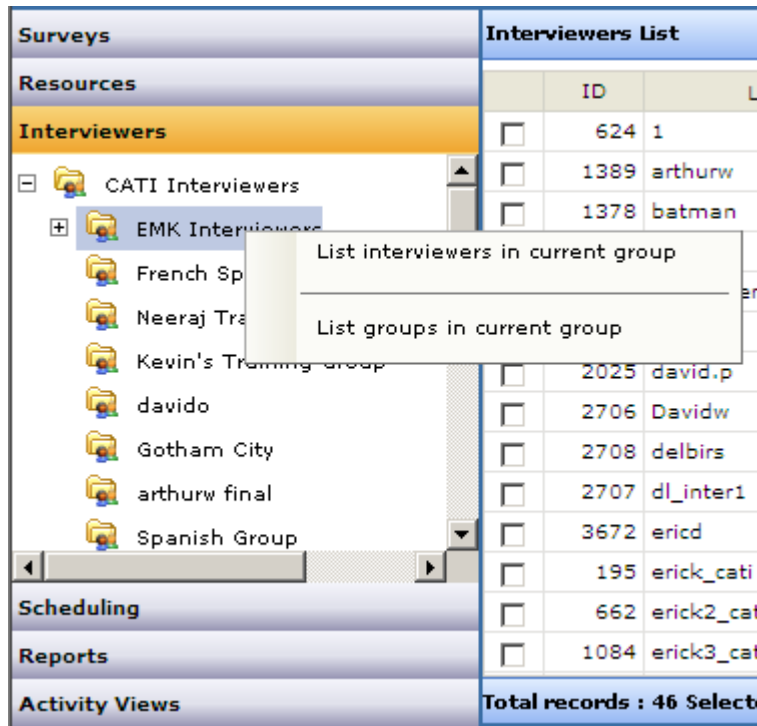 Surveys
Resources
Interviewers
CATI Interviewers
EMK Interviewers
French Sp
Neeraj Tra
Kevin's Training Group
davido
Gotham City
arthurw final
Spanish Group
Scheduling
Reports
Activity Views
List interviewers in current group
List groups in current group
Interviewers List
ID L
624 1
1389 arthurw
1378 batman
er
2025 david.p
2706 Davidw
2708 delbirs
2707 dl_inter1
3672 ericd
195 erick_cati
662 erick2_cat
1084 erick3_cat
Total records : 46 Selecte